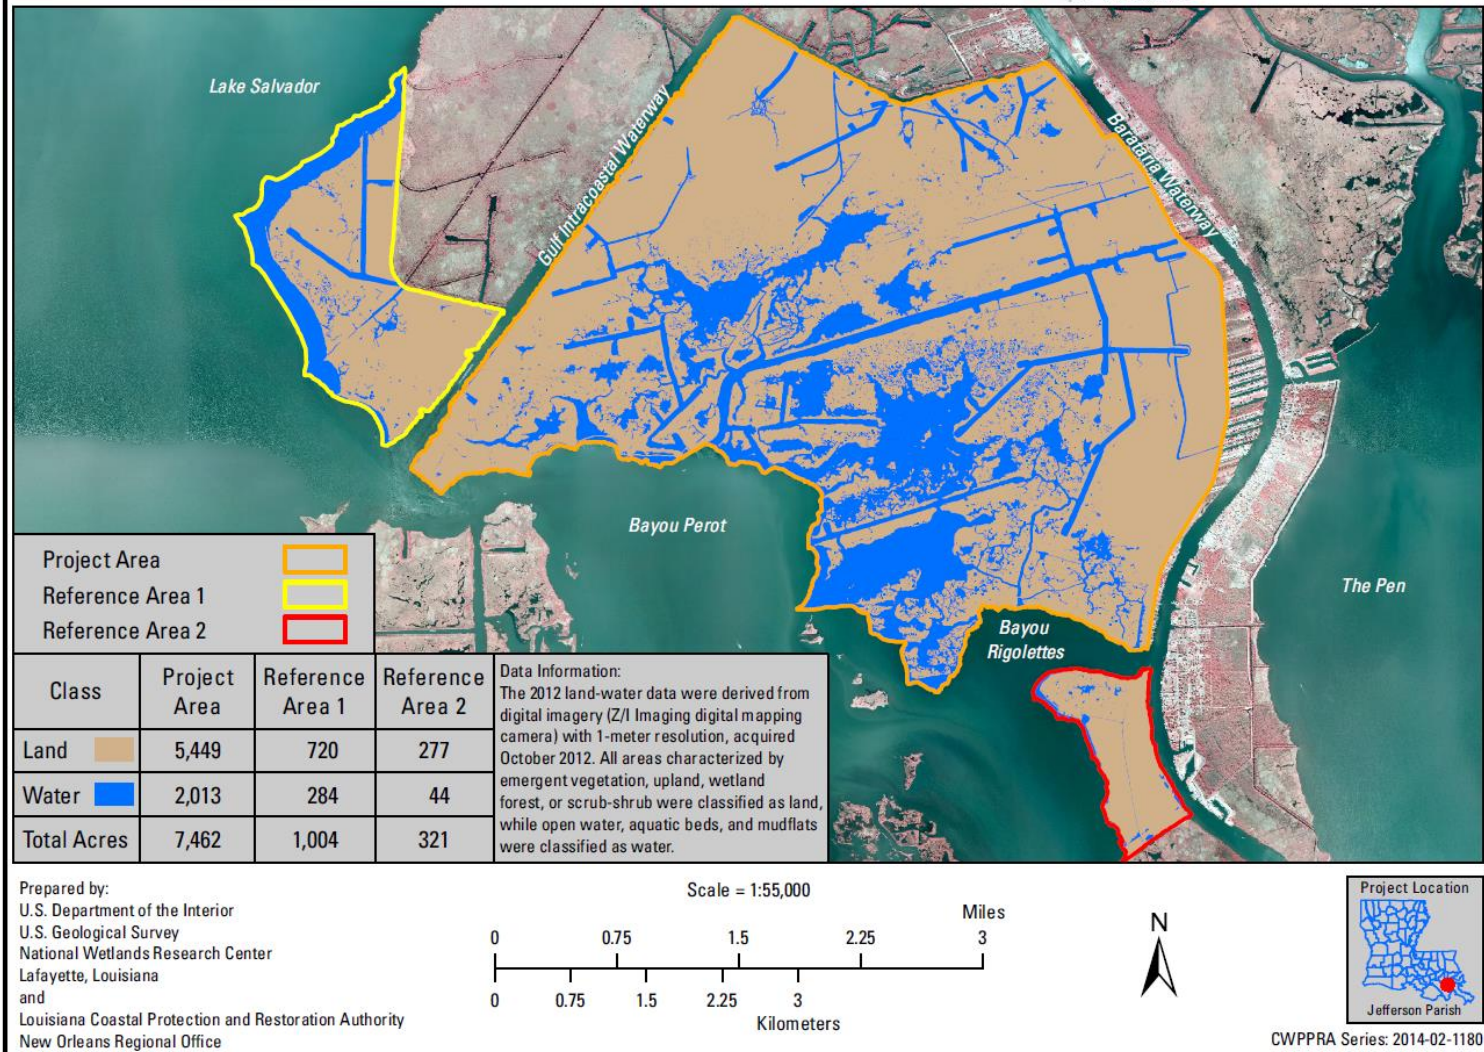 Lake Salvador
Gulf Intracoastal Waterway
Barataria Waterway
Bayou Perot
Bayou
Rigolettes
The Pen
Project Area
Reference Area 1
Reference Area 2
Class Project Area Reference Area 1 Reference Area 2
Land 5,449 720 277
Water 2,013 284 44
Total Acres 7,462 1,004 321
Data Information:
The 2012 land-water data were derived from
digital imagery (Z/I Imaging digital mapping
camera) with 1-meter resolution, acquired
October 2012. All areas characterized by
emergent vegetation, upland, wetland
forest, or scrub-shrub were classified as land,
while open water, aquatic beds, and mudflats
were classified as water.
Prepared by:
U.S. Department of the Interior
U.S. Geological Survey
National Wetlands Research Center
Lafayette, Louisiana
and
Louisiana Coastal Protection and Restoration Authority
New Orleans Regional Office
Scale = 1:55,000
Miles
0 0.75 1.5 2.25 3
0 0.75 1.5 2.25 3
Kilometers
N
Project Location
Jefferson Parish
CWPPRA Series: 2014-02-1180